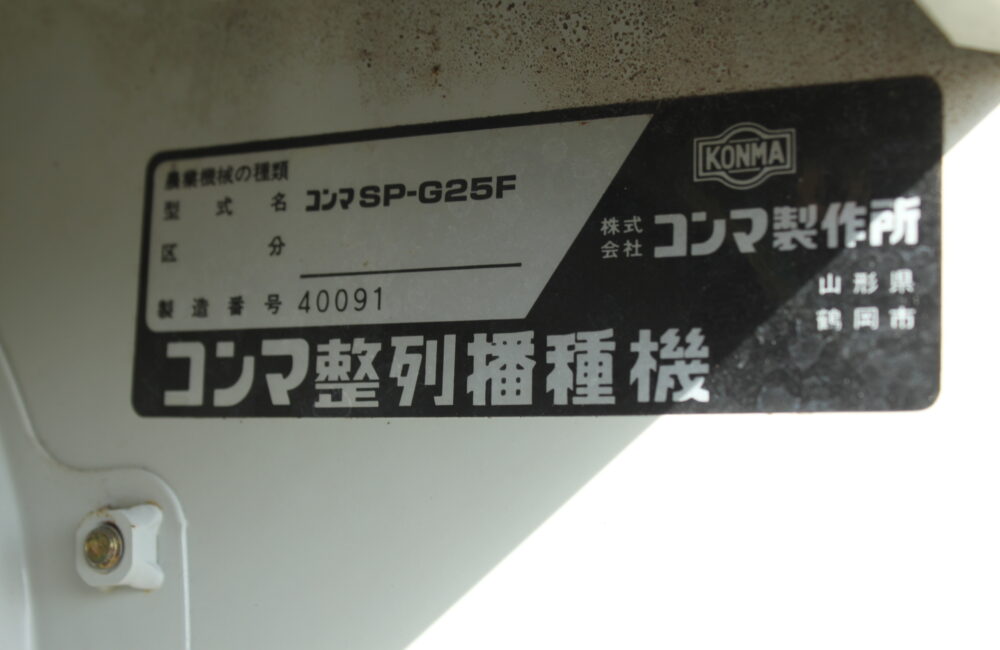 農業機械の種類
型式名 コンマSP-G25F
区分
製造番号 40091
KONMA
株式会社 コンマ製作所
山形県
鶴岡市
コンマ整列播種機